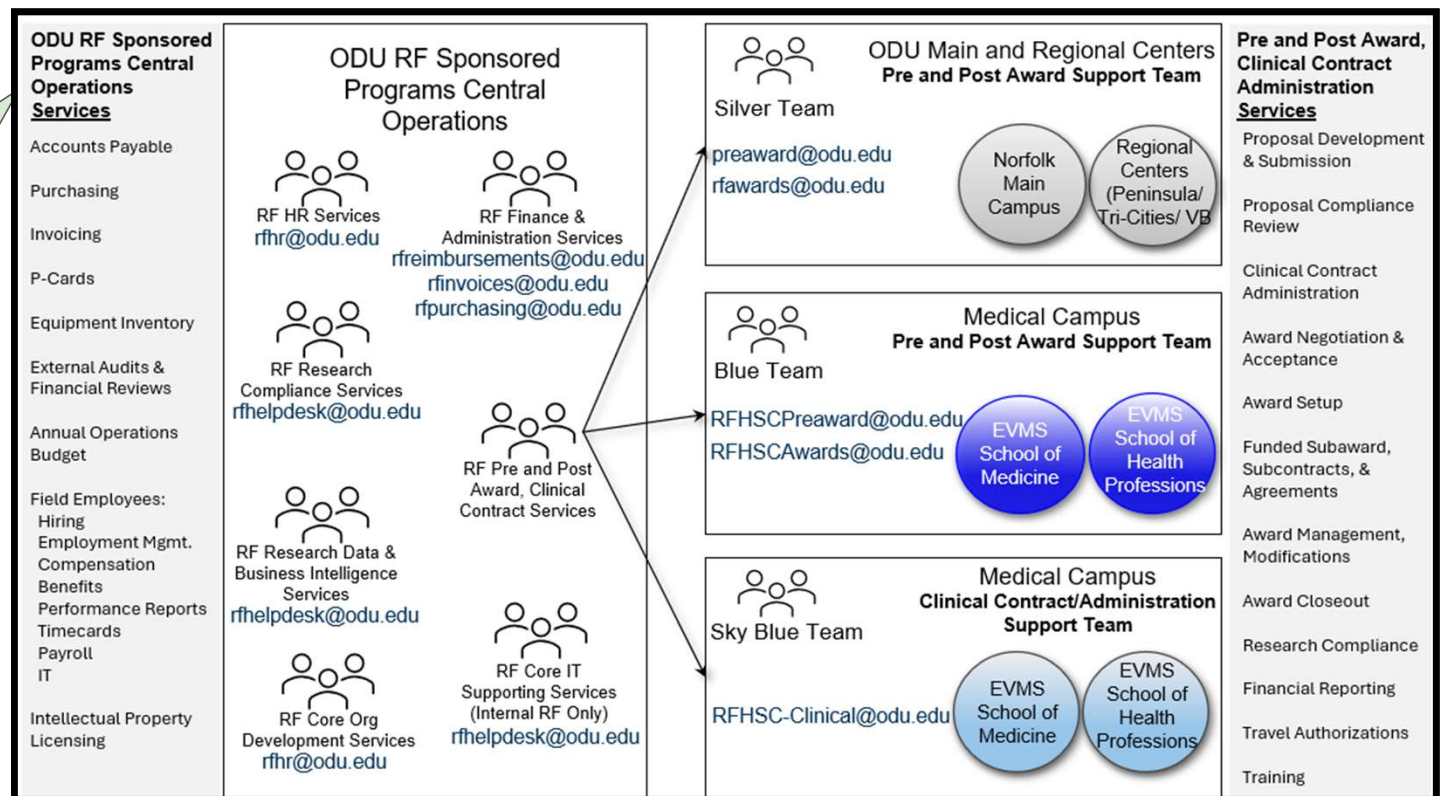 ODU RF Sponsored
Programs Central
Operations
Services
Accounts Payable
Purchasing
Invoicing
P-Cards
Equipment Inventory
External Audits &
Financial Reviews
Annual Operations
Budget
Field Employees:
Hiring
Employment Mgmt.
Compensation
Benefits
Performance Reports
Timecards
Payroll
IT
Intellectual Property
Licensing
ODU RF Sponsored
Programs Central
Operations
RF HR Services
rfhr@odu.edu
RF Finance &
Administration Services
rfreimbursements@odu.edu
rfinvoices@odu.edu
rfpurchasing@odu.edu
RF Research
Compliance Services
rfhelpdesk@odu.edu
RF Pre and Post
Award, Clinical
Contract Services
RF Research Data &
Business Intelligence
Services
rfhelpdesk@odu.edu
RF Core IT
Supporting Services
(Internal RF Only)
rfhelpdesk@odu.edu
RF Core Org
Development Services
rfhr@odu.edu
ODU Main and Regional Centers
Pre and Post Award Support Team
Silver Team
preaward@odu.edu
rfawards@odu.edu
Norfolk
Main
Campus
Regional
Centers
(Peninsula/
Tri-Cities/ VB
Medical Campus
Pre and Post Award Support Team
Blue Team
RFHSCPreaward@odu.edu
RFHSCAwards@odu.edu
EVMS
School of
Medicine
EVMS
School of
Health
Professions
Medical Campus
Clinical Contract/Administration
Support Team
Sky Blue Team
RFHSC-Clinical@odu.edu
EVMS
School of
Medicine
EVMS
School of
Health
Professions
Pre and Post Award,
Clinical Contract
Administration
Services
Proposal Development
& Submission
Proposal Compliance
Review
Clinical Contract
Administration
Award Negotiation &
Acceptance
Award Setup
Funded Subaward,
Subcontracts, &
Agreements
Award Management,
Modifications
Award Closeout
Research Compliance
Financial Reporting
Travel Authorizations
Training